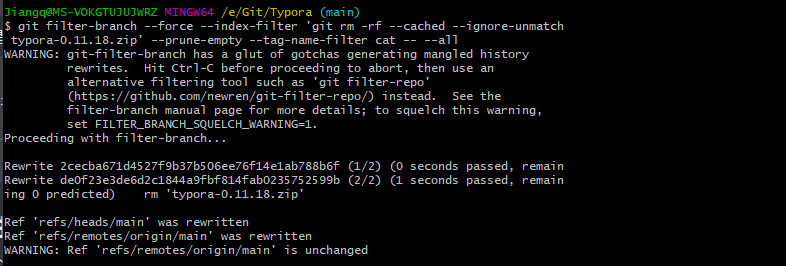 Jiangq@MS-VOKGTUJUJWRZ MINGW64 /e/Git/Typora (main)
$ git filter-branch --force --index-filter 'git rm -rf --cached --ignore-unmatch
typora-0.11.18.zip' --prune-empty --tag-name-filter cat -- --all
WARNING: git-filter-branch has a glut of gotchas generating mangled history
rewrites.  Hit Ctrl-C before proceeding to abort, then use an
alternative filtering tool such as 'git filter-repo'
(https://github.com/newren/git-filter-repo/) instead.  See the
filter-branch manual page for more details; to squelch this warning,
set FILTER_BRANCH_SQUELCH_WARNING=1.
Proceeding with filter-branch...
Rewrite 2cecba671d4527f9b37b506ee76f14e1ab788b6f (1/2) (0 seconds passed, remain
Rewrite de0f23e3de6d2c1844a9fbf814fab0235752599b (2/2) (1 seconds passed, remain
ing 0 predicted)    rm 'typora-0.11.18.zip'
Ref 'refs/heads/main' was rewritten
Ref 'refs/remotes/origin/main' was rewritten
WARNING: Ref 'refs/remotes/origin/main' is unchanged